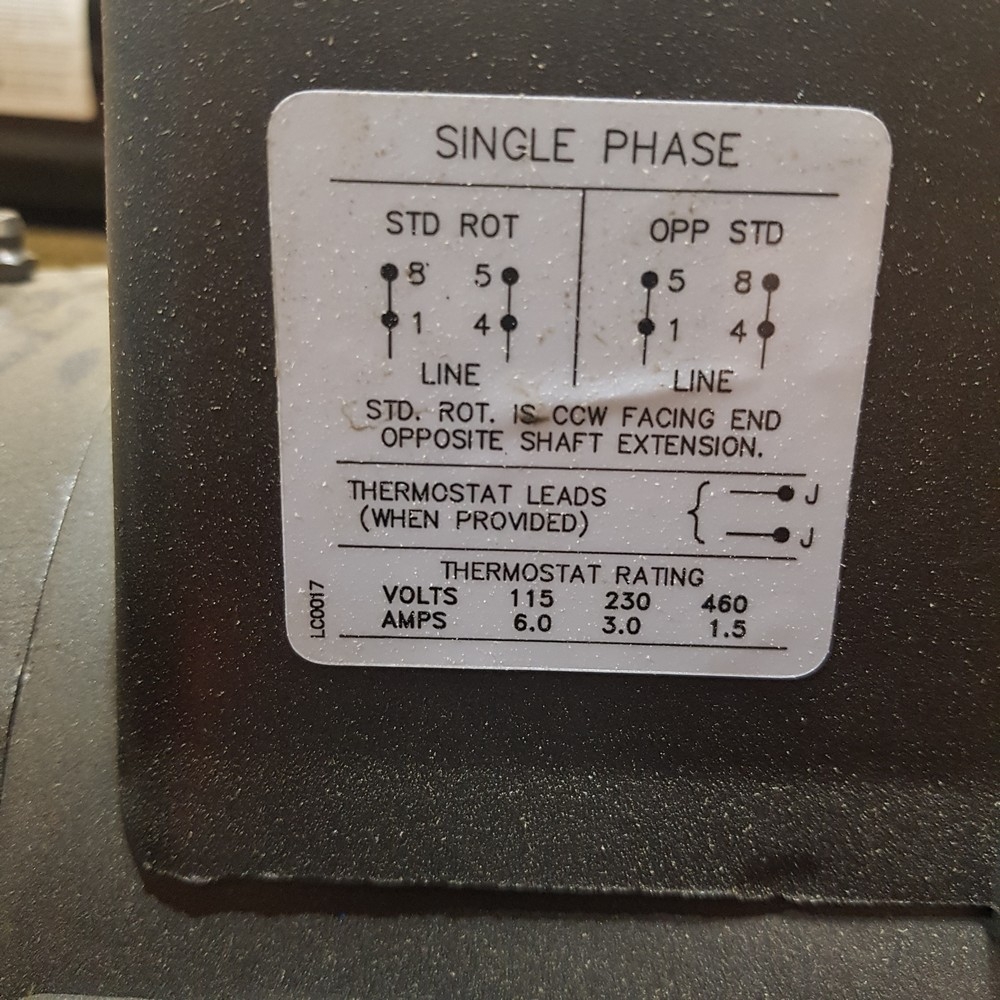 SINGLE PHASE
STD ROT
8 5
1 4
LINE
OPP STD
5 8
1 4
LINE
STD. ROT. IS CCW FACING END
OPPOSITE SHAFT EXTENSION.
THERMOSTAT LEADS
(WHEN PROVIDED)
J
J
THERMOSTAT RATING
VOLTS 115 230 460
AMPS 6.0 3.0 1.5
LC0017